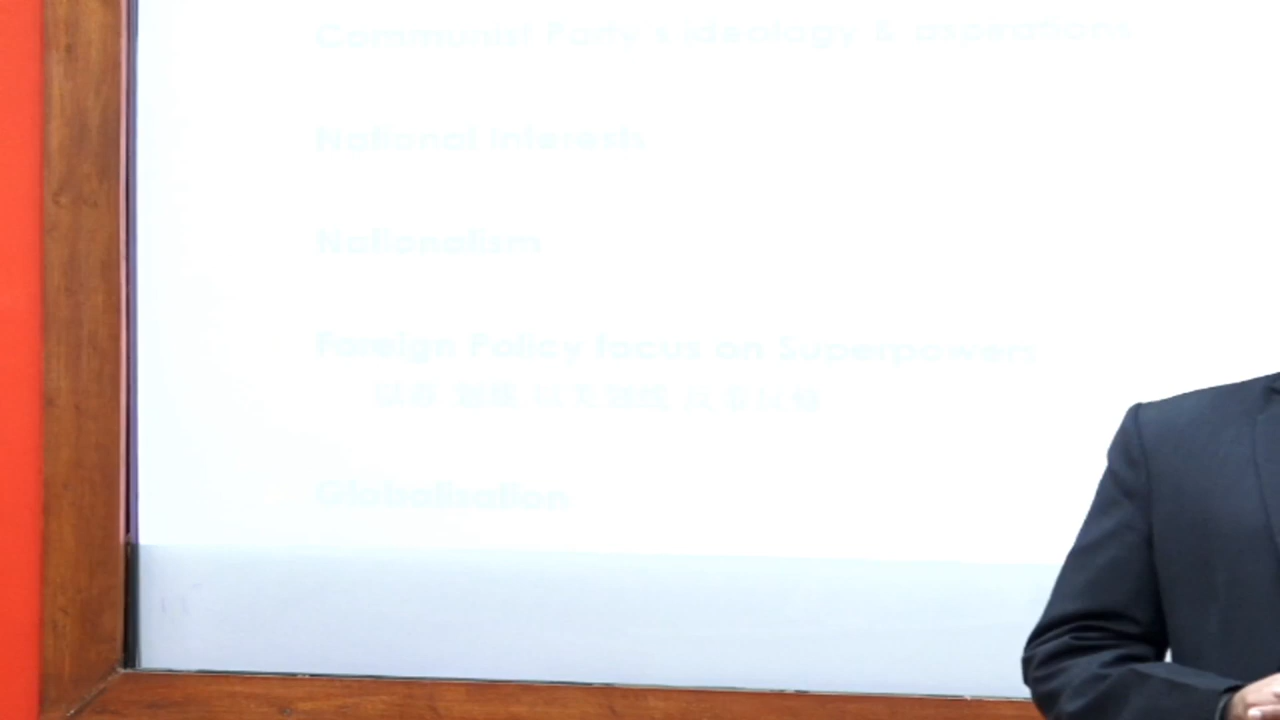 Communist Party's ideology & aspirations
National Interests
Nationalism
Foreign Policy focus on Superpowers
Globalisation